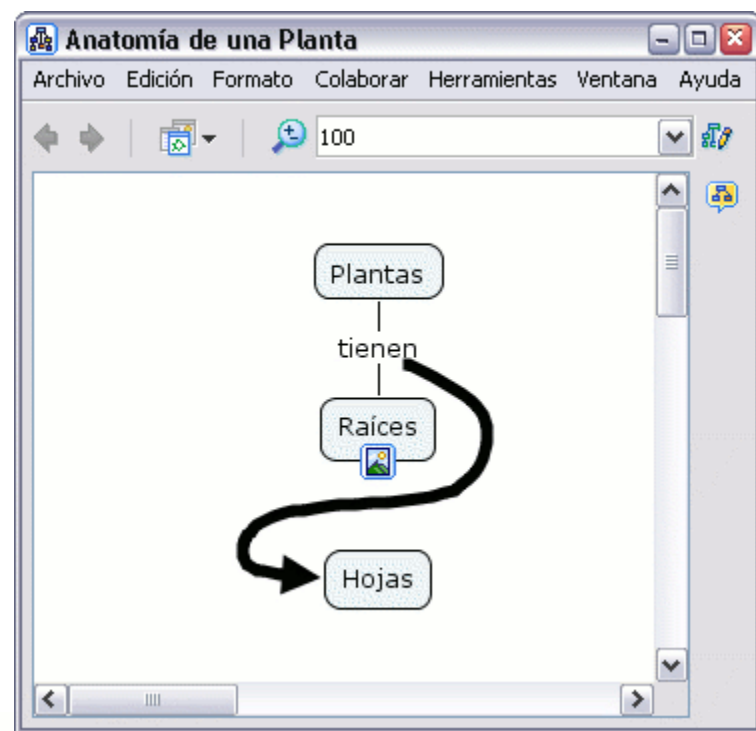 Anatomía de una Planta
Archivo Edición Formato Colaborar Herramientas Ventana Ayuda
100
Plantas
tienen
Raíces
Hojas